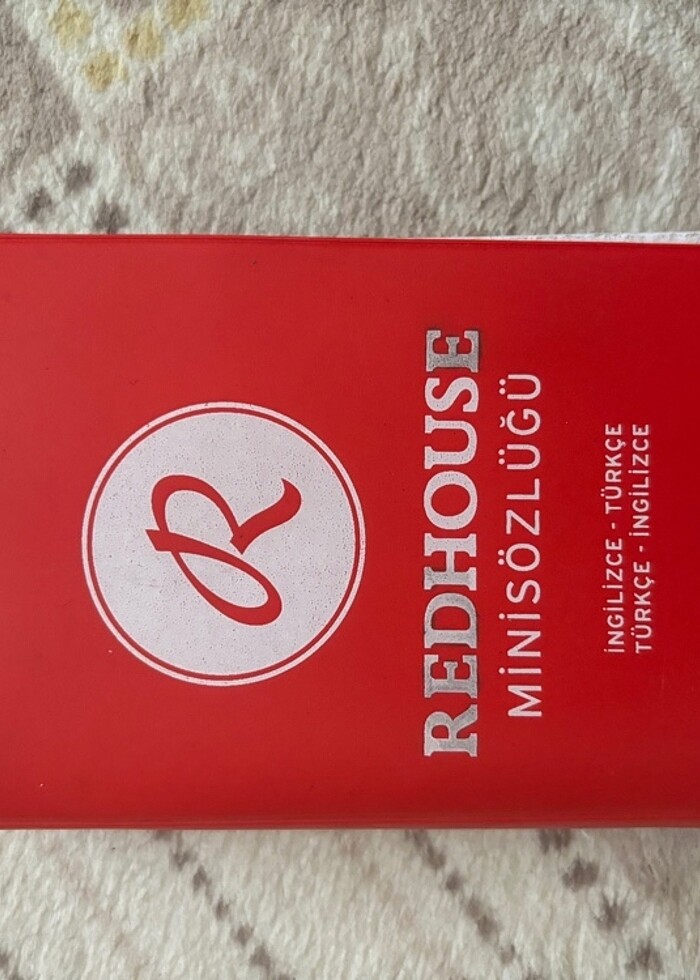 R
REDHOUSE
MİNİSÖZLÜĞÜ
İNGİLİZCE - TÜRKÇE
TÜRKÇE - İNGİLİZCE